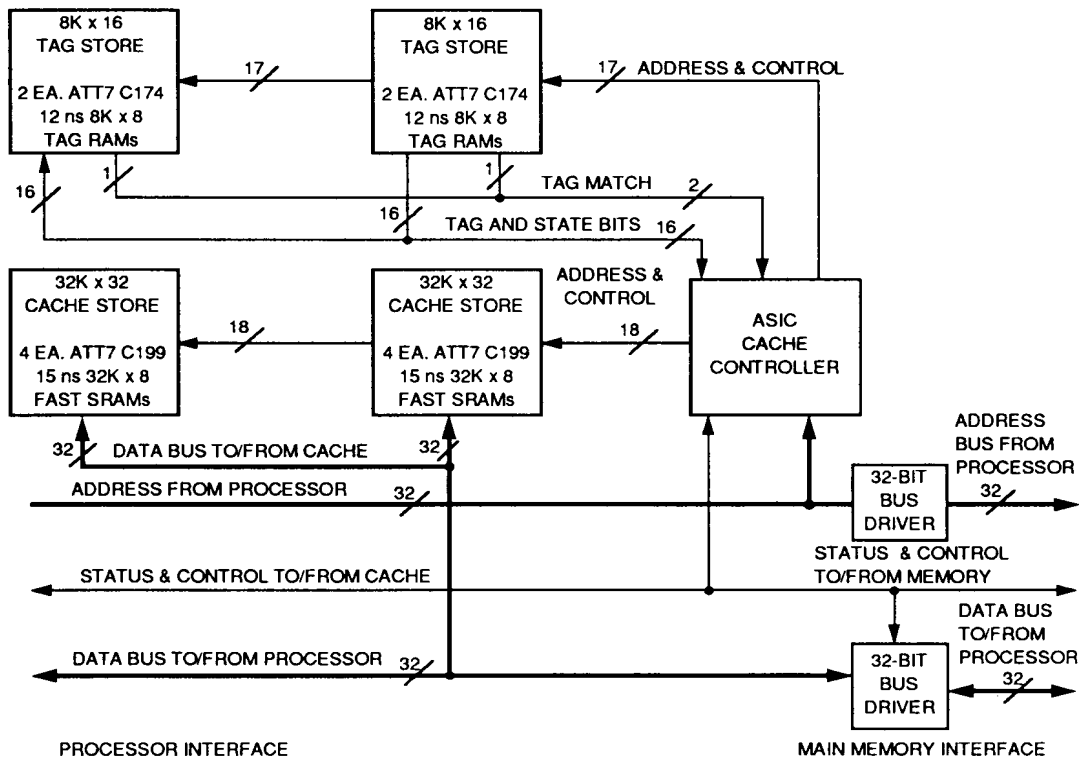 8K x 16
TAG STORE
2 EA. ATT7 C174
12 ns 8K x 8
TAG RAMs
17
8K x 16
TAG STORE
2 EA. ATT7 C174
12 ns 8K x 8
TAG RAMs
17
ADDRESS & CONTROL
16
1
1
TAG MATCH
2
16
TAG AND STATE BITS
16
32K x 32
CACHE STORE
4 EA. ATT7 C199
15 ns 32K x 8
FAST SRAMs
18
32K x 32
CACHE STORE
4 EA. ATT7 C199
15 ns 32K x 8
FAST SRAMs
ADDRESS &
CONTROL
18
ASIC
CACHE
CONTROLLER
32
DATA BUS TO/FROM CACHE
32
ADDRESS FROM PROCESSOR
32
32-BIT
BUS
DRIVER
ADDRESS
BUS FROM
PROCESSOR
32
STATUS & CONTROL TO/FROM CACHE
STATUS & CONTROL
TO/FROM MEMORY
DATA BUS TO/FROM PROCESSOR
32
32-BIT
BUS
DRIVER
DATA BUS
TO/FROM
PROCESSOR
32
PROCESSOR INTERFACE
MAIN MEMORY INTERFACE